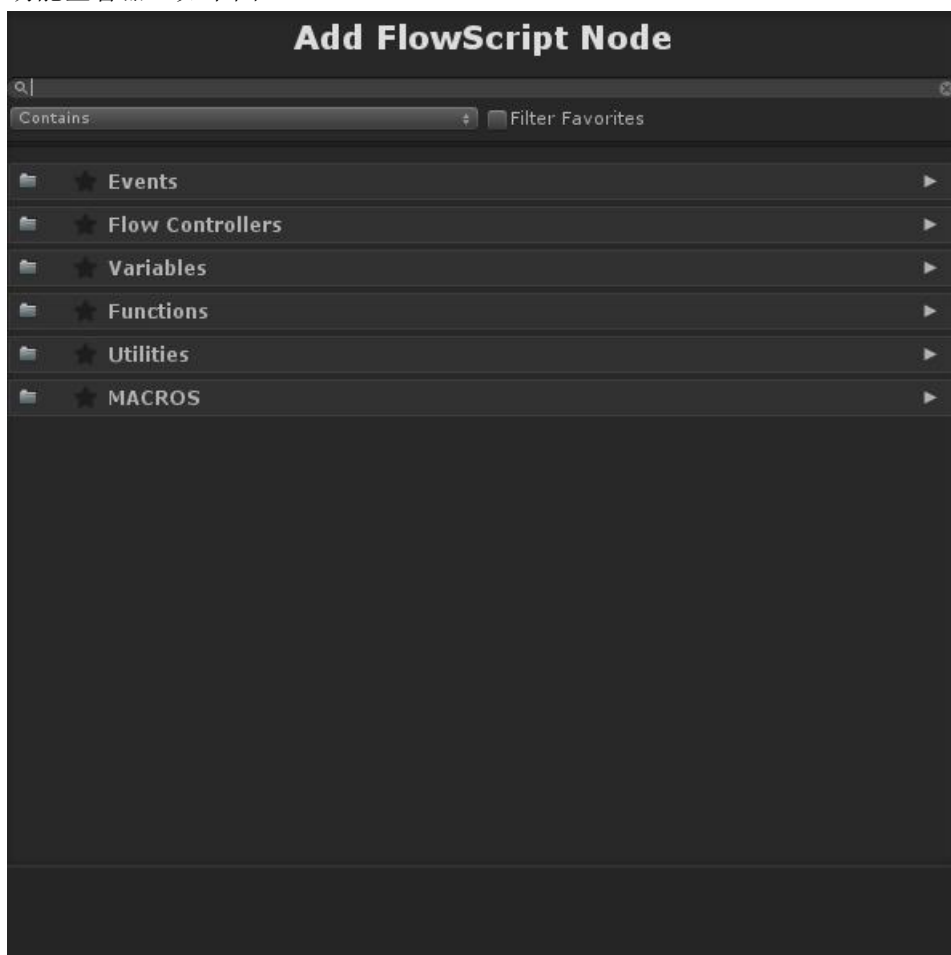 Add FlowScript Node
Contains
Filter Favorites
Events
Flow Controllers
Variables
Functions
Utilities
MACROS